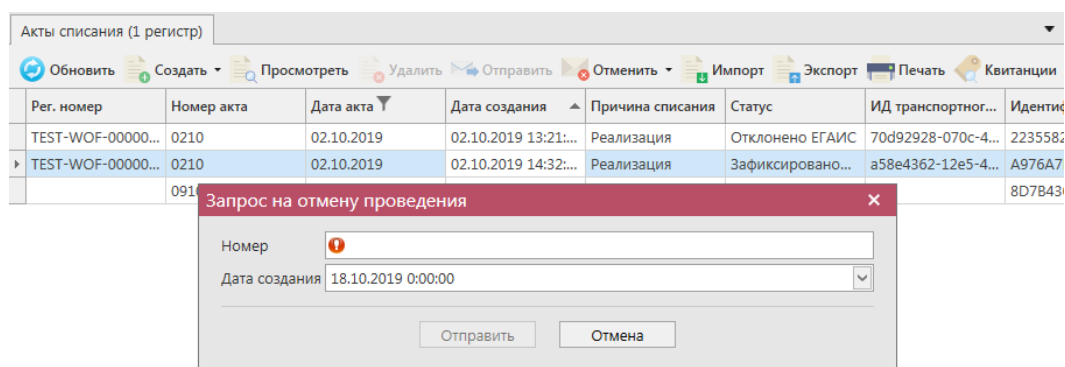 Акты списания (1 регистр)
Обновить Создать Просмотреть Удалить Отправить Отменить Импорт Экспорт Печать Квитанции
Рег. номер Номер акта Дата акта Дата создания Причина списания Статус ИД транспортног... Идентиф
TEST-WOF-00000... 0210 02.10.2019 02.10.2019 13:21:... Реализация Отклонено ЕГАИС 70d92928-070c-4... 2235582
TEST-WOF-00000... 0210 02.10.2019 02.10.2019 14:32:... Реализация Зафиксировано... a58e4362-12e5-4... A976A7
091 8D7B43
Запрос на отмену проведения
Номер
Дата создания 18.10.2019 0:00:00
Отправить Отмена